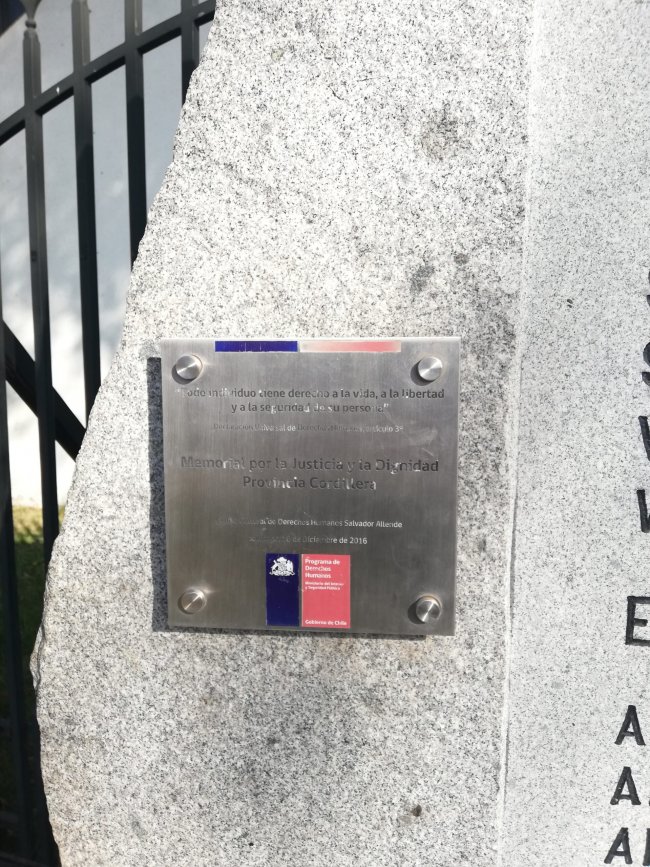 "Todo individuo tiene derecho a la vida, a la libertad
y a la seguridad de su persona"
Declaración Universal de Derechos Humanos, artículo 3º
Memorial por la Justicia y la Dignidad
Provincia Cordillera
de Derechos Humanos Salvador Allende
de Diciembre de 2016
Programa de
Derechos
Humanos
Ministerio del Interior
y Seguridad Pública
Gobierno de Chile
E
A
A